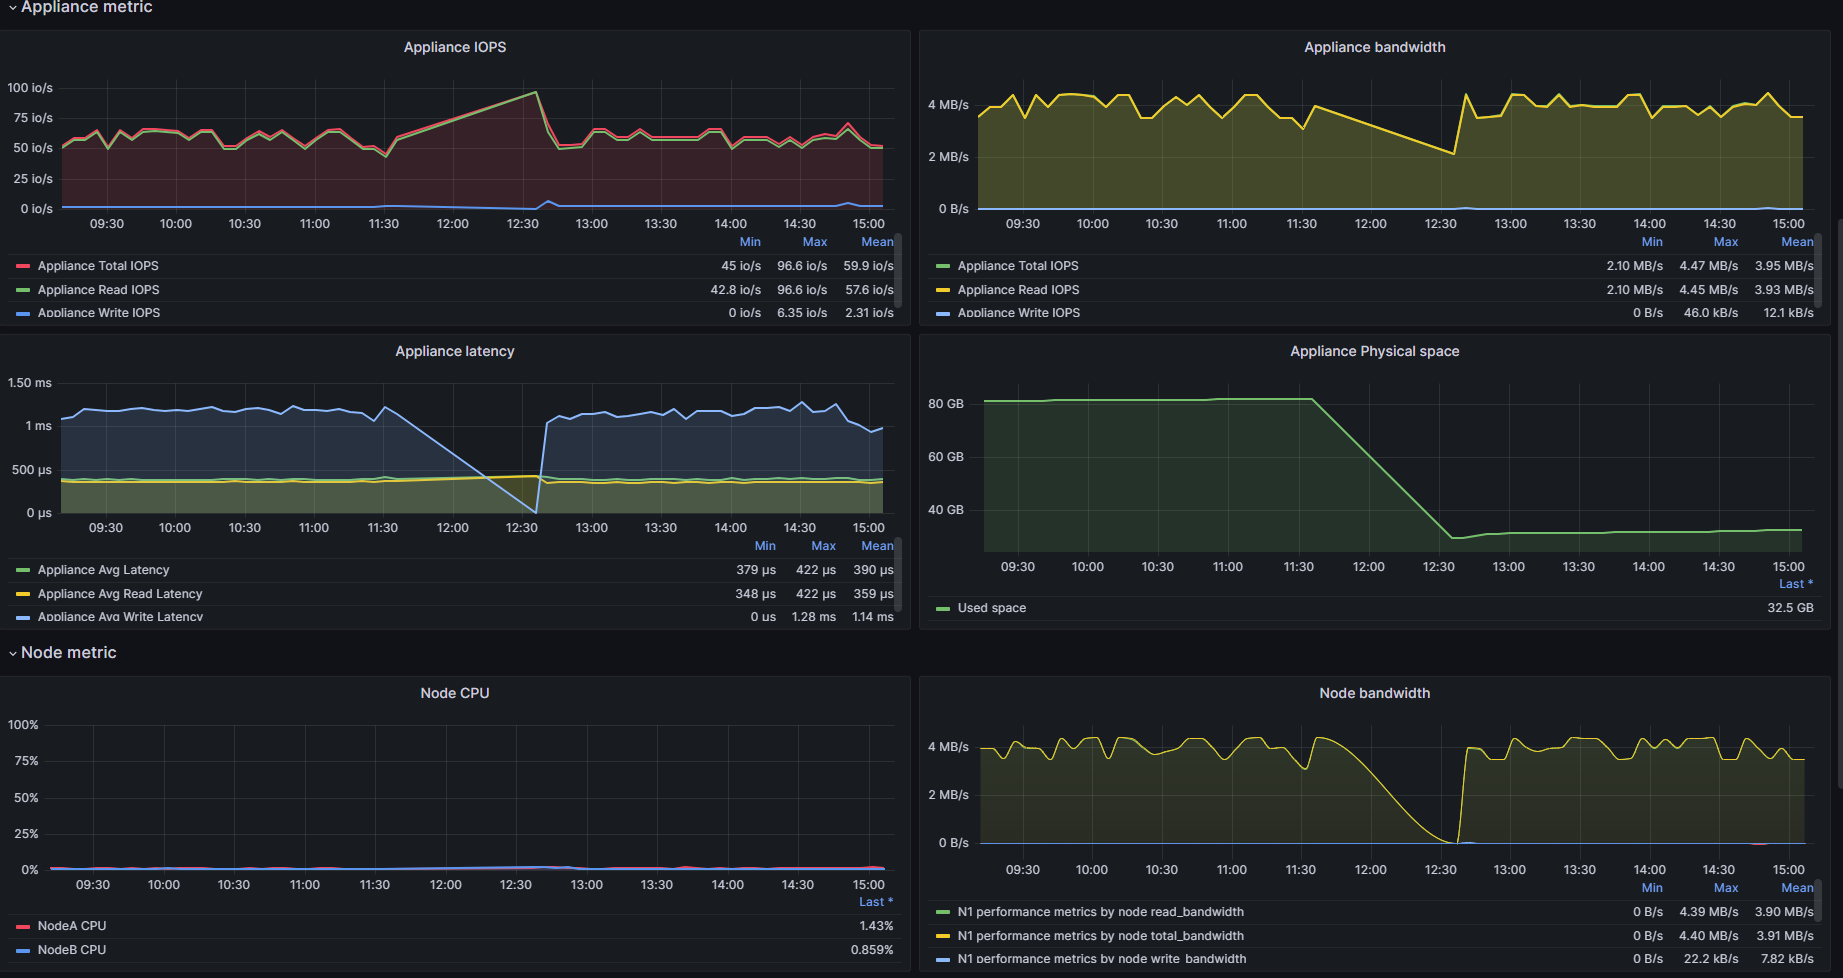 Appliance metric
Appliance IOPS
100 io/s
75 io/s
50 io/s
25 io/s
0 io/s
09:30 10:00 10:30 11:00 11:30 12:00 12:30 13:00 13:30 14:00 14:30 15:00
Min Max Mean
Appliance Total IOPS 45 io/s 96.6 io/s 59.9 io/s
Appliance Read IOPS 42.8 io/s 96.6 io/s 57.6 io/s
Appliance Write IOPS 0 io/s 6.35 io/s 2.31 io/s
Appliance bandwidth
4 MB/s
2 MB/s
0 B/s
09:30 10:00 10:30 11:00 11:30 12:00 12:30 13:00 13:30 14:00 14:30 15:00
Min Max Mean
Appliance Total IOPS 2.10 MB/s 4.47 MB/s 3.95 MB/s
Appliance Read IOPS 2.10 MB/s 4.45 MB/s 3.93 MB/s
Appliance Write IOPS 0 B/s 46.0 kB/s 12.1 kB/s
Appliance latency
1.50 ms
1 ms
500 µs
0 µs
09:30 10:00 10:30 11:00 11:30 12:00 12:30 13:00 13:30 14:00 14:30 15:00
Min Max Mean
Appliance Avg Latency 379 µs 422 µs 390 µs
Appliance Avg Read Latency 348 µs 422 µs 359 µs
Appliance Avg Write Latency 0 µs 1.28 ms 1.14 ms
Appliance Physical space
80 GB
60 GB
40 GB
09:30 10:00 10:30 11:00 11:30 12:00 12:30 13:00 13:30 14:00 14:30 15:00
Last *
Used space 32.5 GB
Node metric
Node CPU
100%
75%
50%
25%
0%
09:30 10:00 10:30 11:00 11:30 12:00 12:30 13:00 13:30 14:00 14:30 15:00
Last *
NodeA CPU 1.43%
NodeB CPU 0.859%
Node bandwidth
4 MB/s
2 MB/s
0 B/s
09:30 10:00 10:30 11:00 11:30 12:00 12:30 13:00 13:30 14:00 14:30 15:00
Min Max Mean
N1 performance metrics by node read_bandwidth 0 B/s 4.39 MB/s 3.90 MB/s
N1 performance metrics by node total_bandwidth 0 B/s 4.40 MB/s 3.91 MB/s
N1 performance metrics by node write_bandwidth 0 B/s 22.2 kB/s 7.82 kB/s